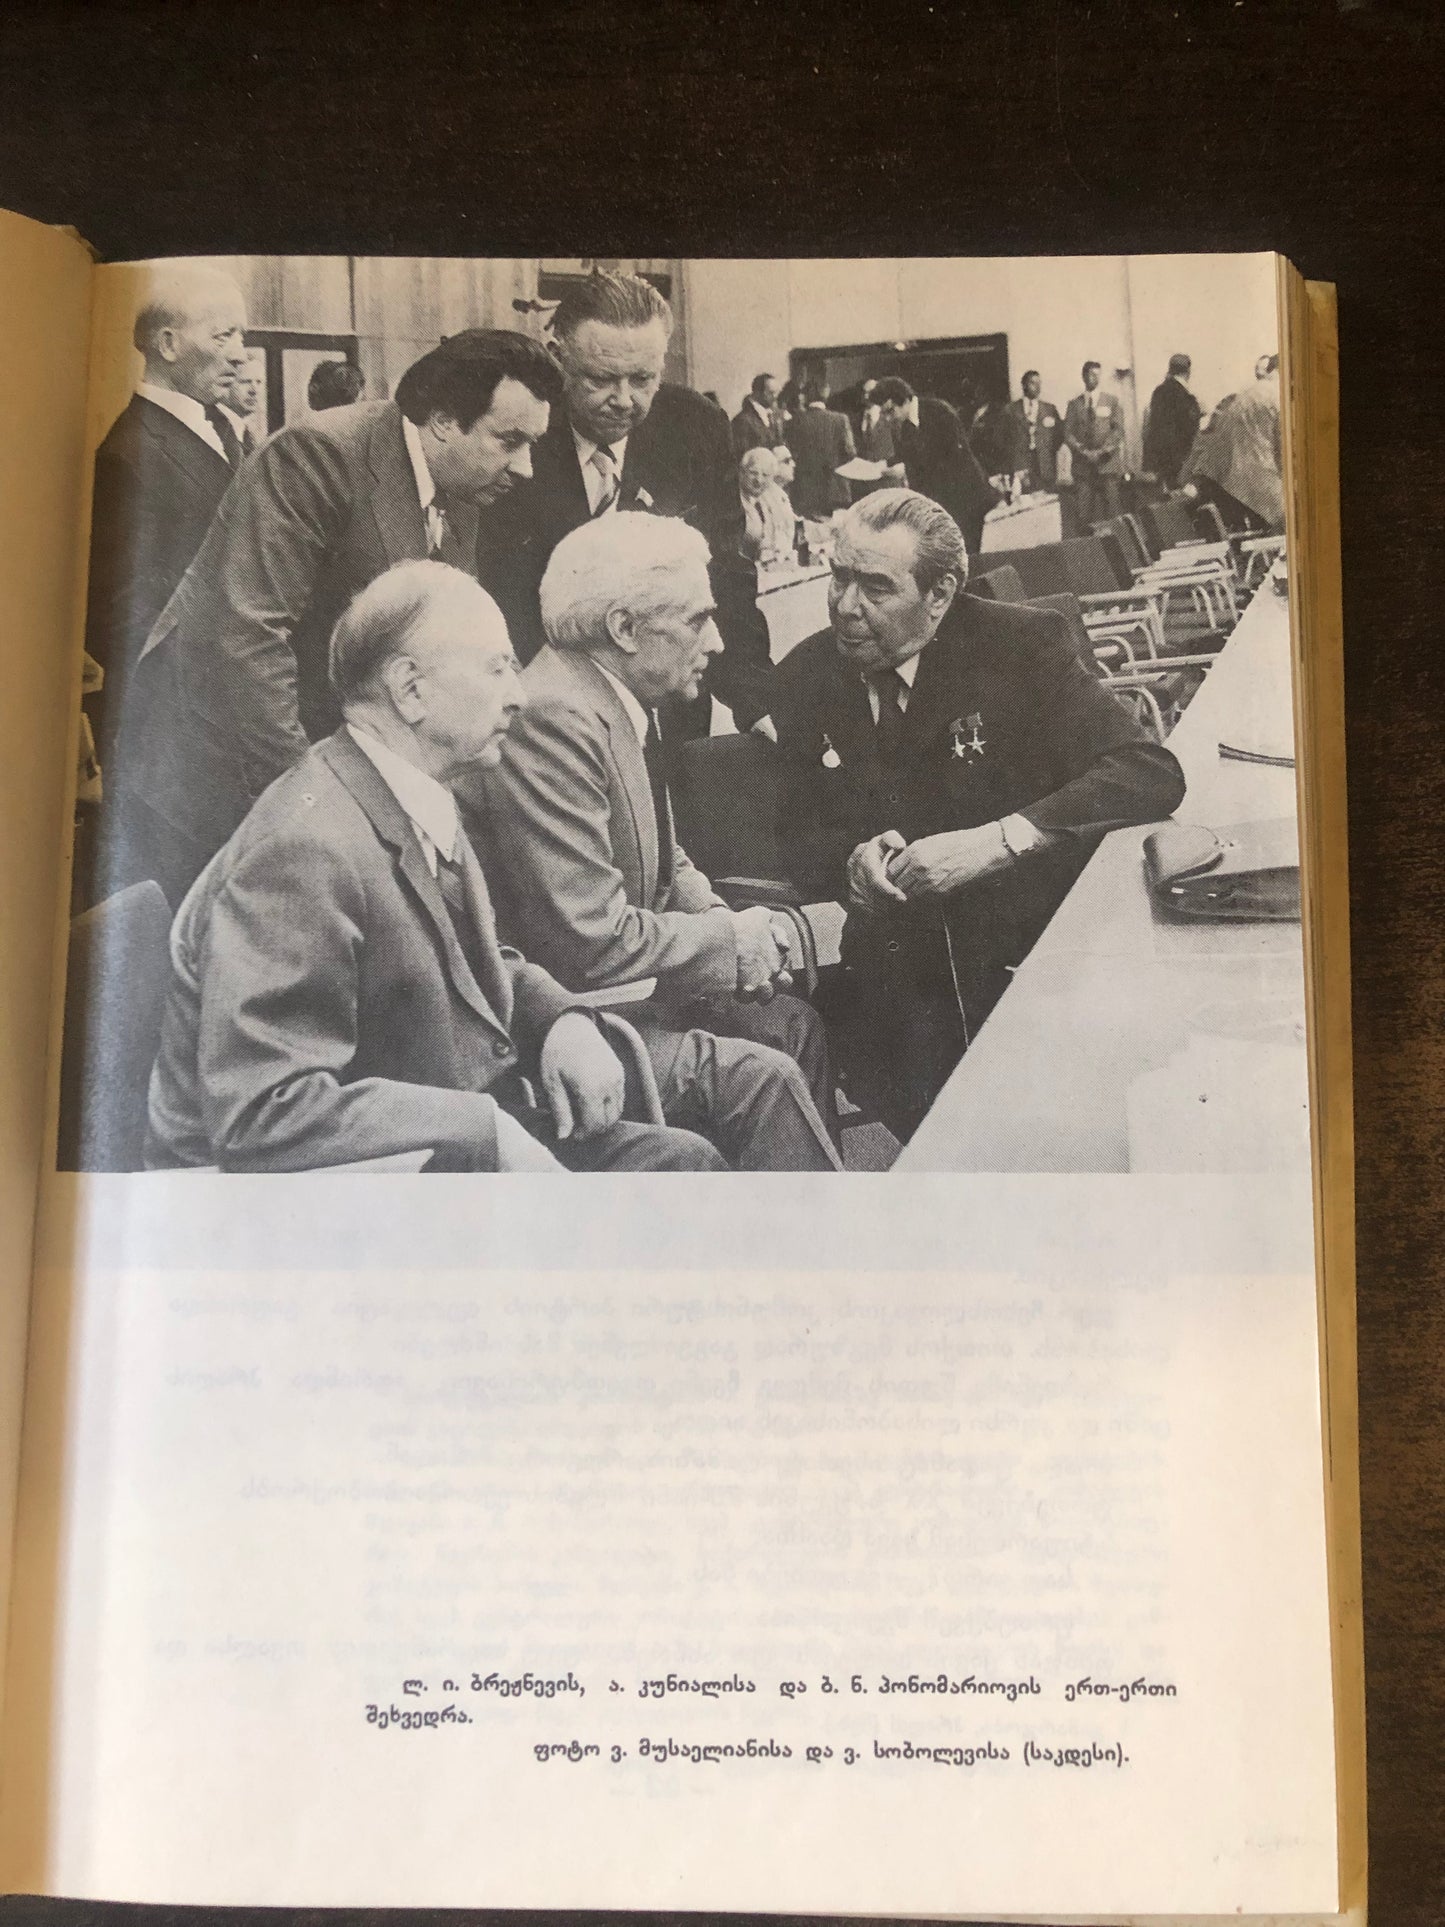 ლ. ი. ბრეჟნევის, ა. კუნიალისა და ბ. ნ. პონომარიოვის ერთ-ერთი
შეხვედრა.
ფოტო ვ. მუსაელიანისა და ვ. სობოლევისა (საკდესი).